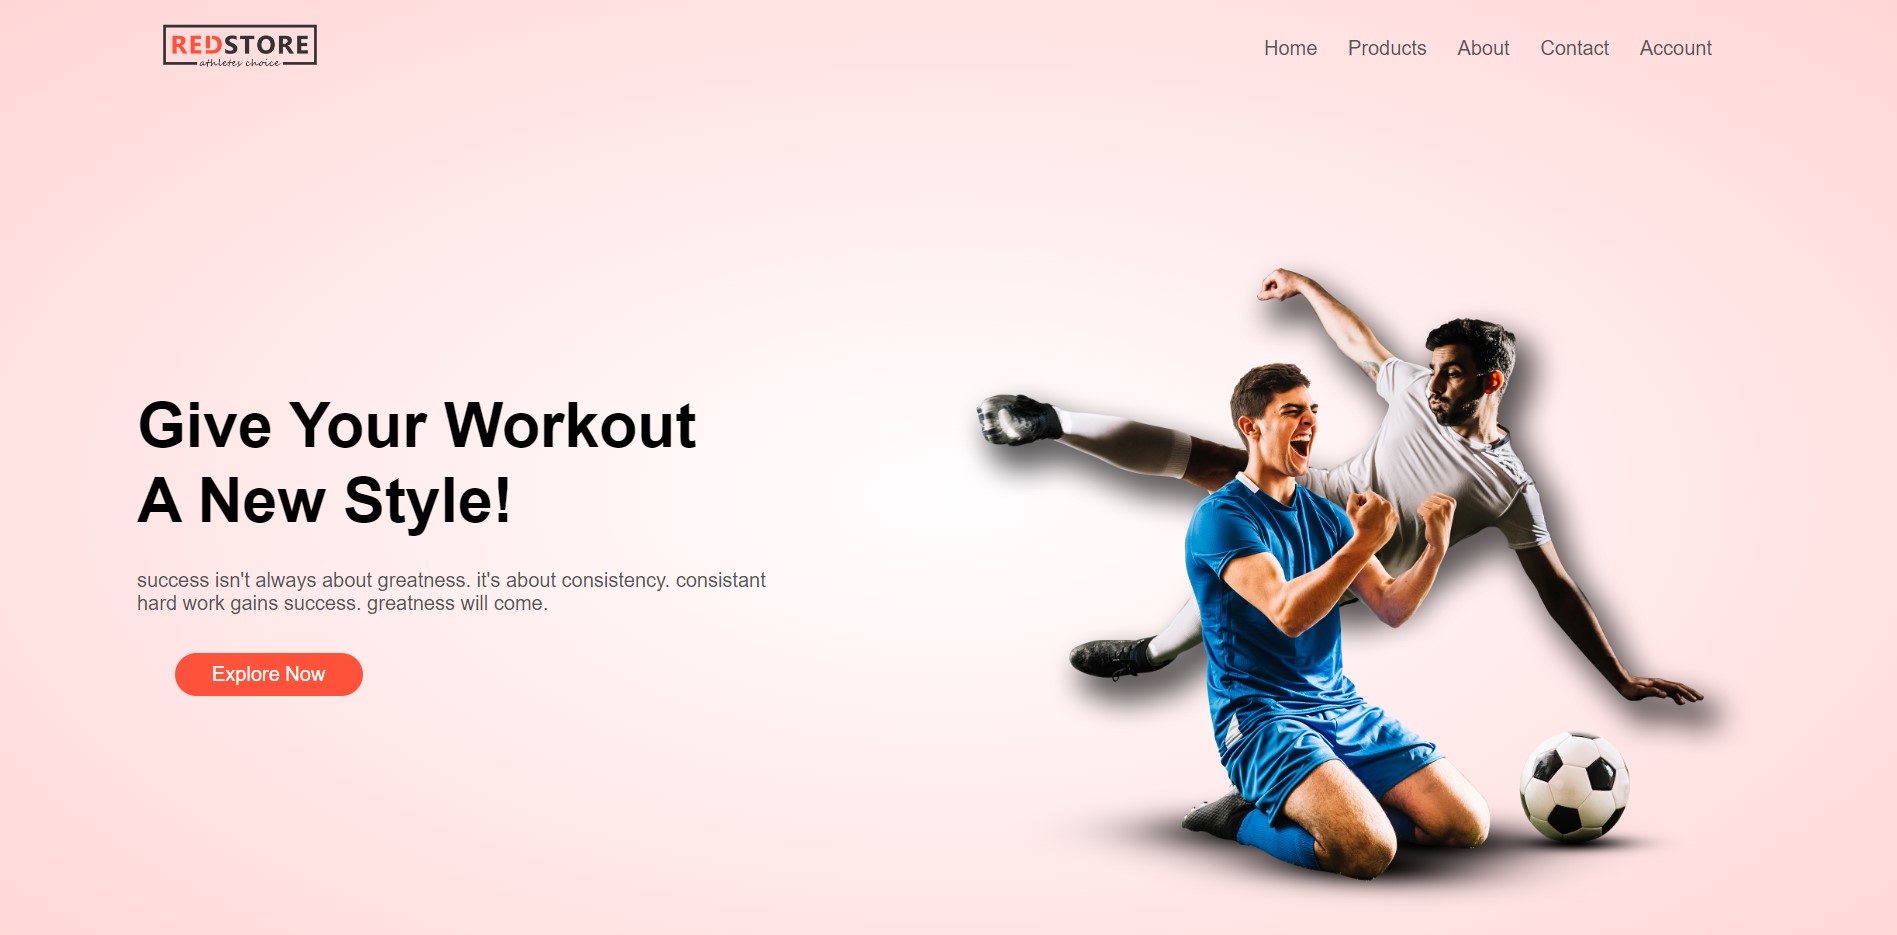 REDSTORE
athletes choice
Home Products About Contact Account
Give Your Workout
A New Style!
success isn't always about greatness. it's about consistency. consistant
hard work gains success. greatness will come.
Explore Now